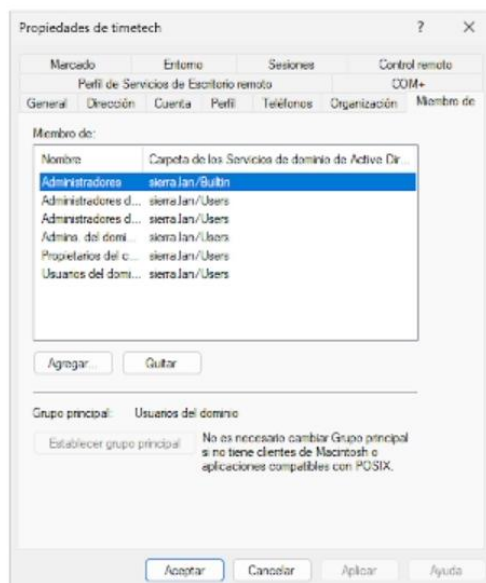 Propiedades de timetech ? ×
Marcado Entorno Sesiones Control remoto
Perfil de Servicios de Escritorio remoto COM+
General Dirección Cuenta Perfil Teléfonos Organización Miembro de
Miembro de:
Nombre Carpeta de los Servicios de dominio de Active Dir...
Administradores sierra.lan/Builtin
Administradores d... sierra.lan/Users
Administradores d... sierra.lan/Users
Admins. del domi... sierra.lan/Users
Propietarios del c... sierra.lan/Users
Usuarios del domi... sierra.lan/Users
Agregar... Quitar
Grupo principal: Usuarios del dominio
Establecer grupo principal
No es necesario cambiar Grupo principal
si no tiene clientes de Macintosh o
aplicaciones compatibles con POSIX.
Aceptar Cancelar Aplicar Ayuda